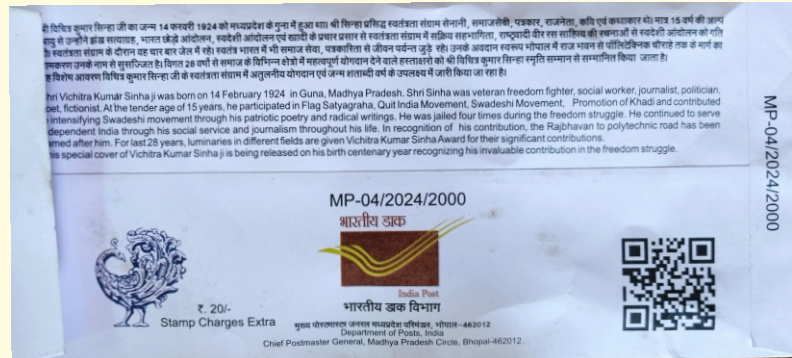 विचित्र कुमार सिन्हा जी का जन्म 14 फरवरी 1924 को मध्यप्रदेश के गुना में हुआ था। श्री सिन्हा प्रसिद्ध स्वतंत्रता संग्राम सेनानी, समाजसेवी, पत्रकार, राजनेता, कवि एवं कथाकार थे। मात्र 15 वर्ष की अल्प
से उन्होंने झंडा सत्याग्रह, भारत छोड़ो आंदोलन, स्वदेशी आंदोलन एवं खादी के प्रचार प्रसार से स्वतंत्रता संग्राम में सक्रिय सहभागिता, राष्ट्रवादी वीर रस साहित्य की रचनाओं से स्वदेशी आंदोलन को गति
स्वतंत्रता संग्राम के दौरान वह चार बार जेल में रहे। स्वतंत्र भारत में भी समाज सेवा, पत्रकारिता से जीवन पर्यन्त जुड़े रहे। उनके अवदान स्वरूप भोपाल में राज भवन से पॉलिटेक्निक चौराहे तक के मार्ग का
उनके नाम से सुसज्जित है। विगत 28 वर्षो से समाज के विभिन्न क्षेत्रों में महत्वपूर्ण योगदान देने वाले हस्ताक्षरों को श्री विचित्र कुमार सिन्हा स्मृति सम्मान से सम्मानित किया जाता है।
विशेष आवरण विचित्र कुमार सिन्हा जी के स्वतंत्रता संग्राम में अतुलनीय योगदान एवं जन्म शताब्दी वर्ष के उपलक्ष्य में जारी किया जा रहा है।
hri Vichitra Kumar Sinha ji was born on 14 February 1924 in Guna, Madhya Pradesh. Shri Sinha was veteran freedom fighter, social worker, journalist, politician,
oet, fictionist. At the tender age of 15 years, he participated in Flag Satyagraha, Quit India Movement, Swadeshi Movement, Promotion of Khadi and contributed
intensifying Swadeshi movement through his patriotic poetry and radical writings. He was jailed four times during the freedom struggle. He continued to serve
dependent India through his social service and journalism throughout his life. In recognition of his contribution, the Rajbhavan to polytechnic road has been
amed after him. For last 28 years, luminaries in different fields are given Vichitra Kumar Sinha Award for their significant contributions.
his special cover of Vichitra Kumar Sinha ji is being released on his birth centenary year recognizing his invaluable contribution in the freedom struggle.
MP-04/2024/2000
MP-04/2024/2000
भारतीय डाक
India Post
₹. 20/-
Stamp Charges Extra
भारतीय डाक विभाग
मुख्य पोस्टमास्टर जनरल मध्यप्रदेश परिमंडल, भोपाल-462012
Department of Posts, India
Chief Postmaster General, Madhya Pradesh Circle, Bhopal-462012